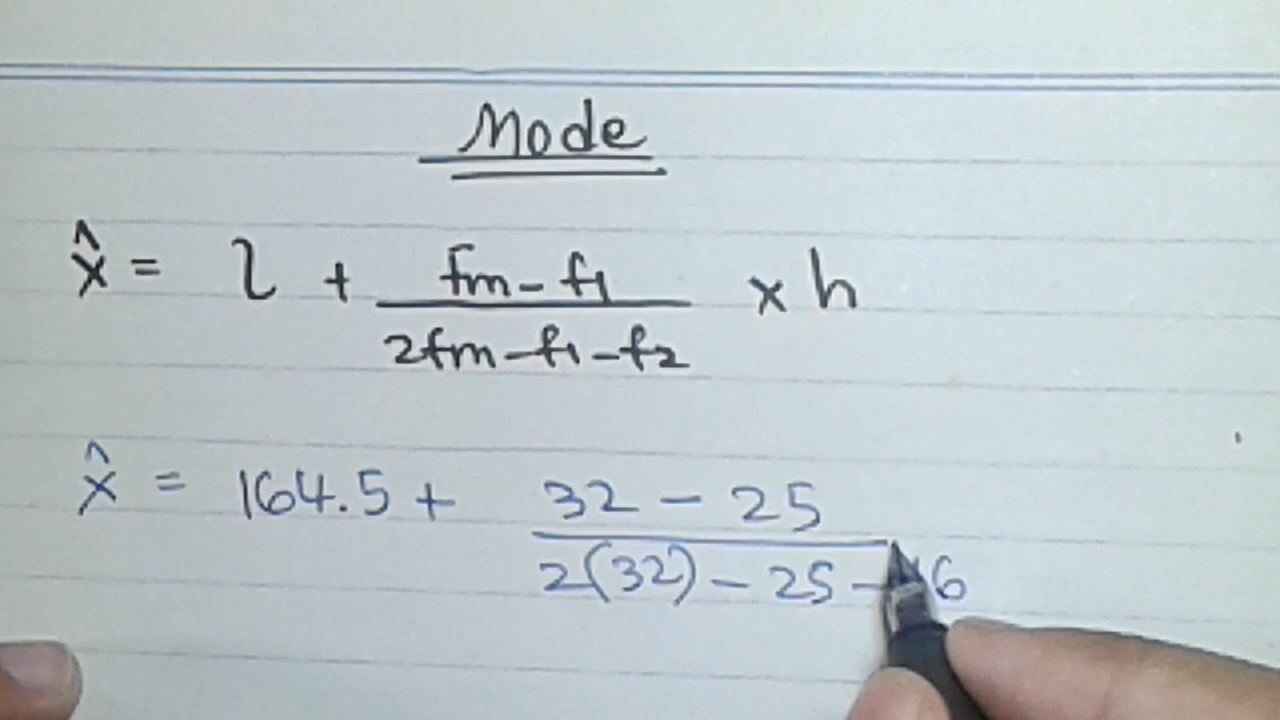 Mode
x̂ = l + fm-f1 / 2fm-f1-f2 × h
x̂ = 164.5 + 32 - 25 / 2(32) - 25 -